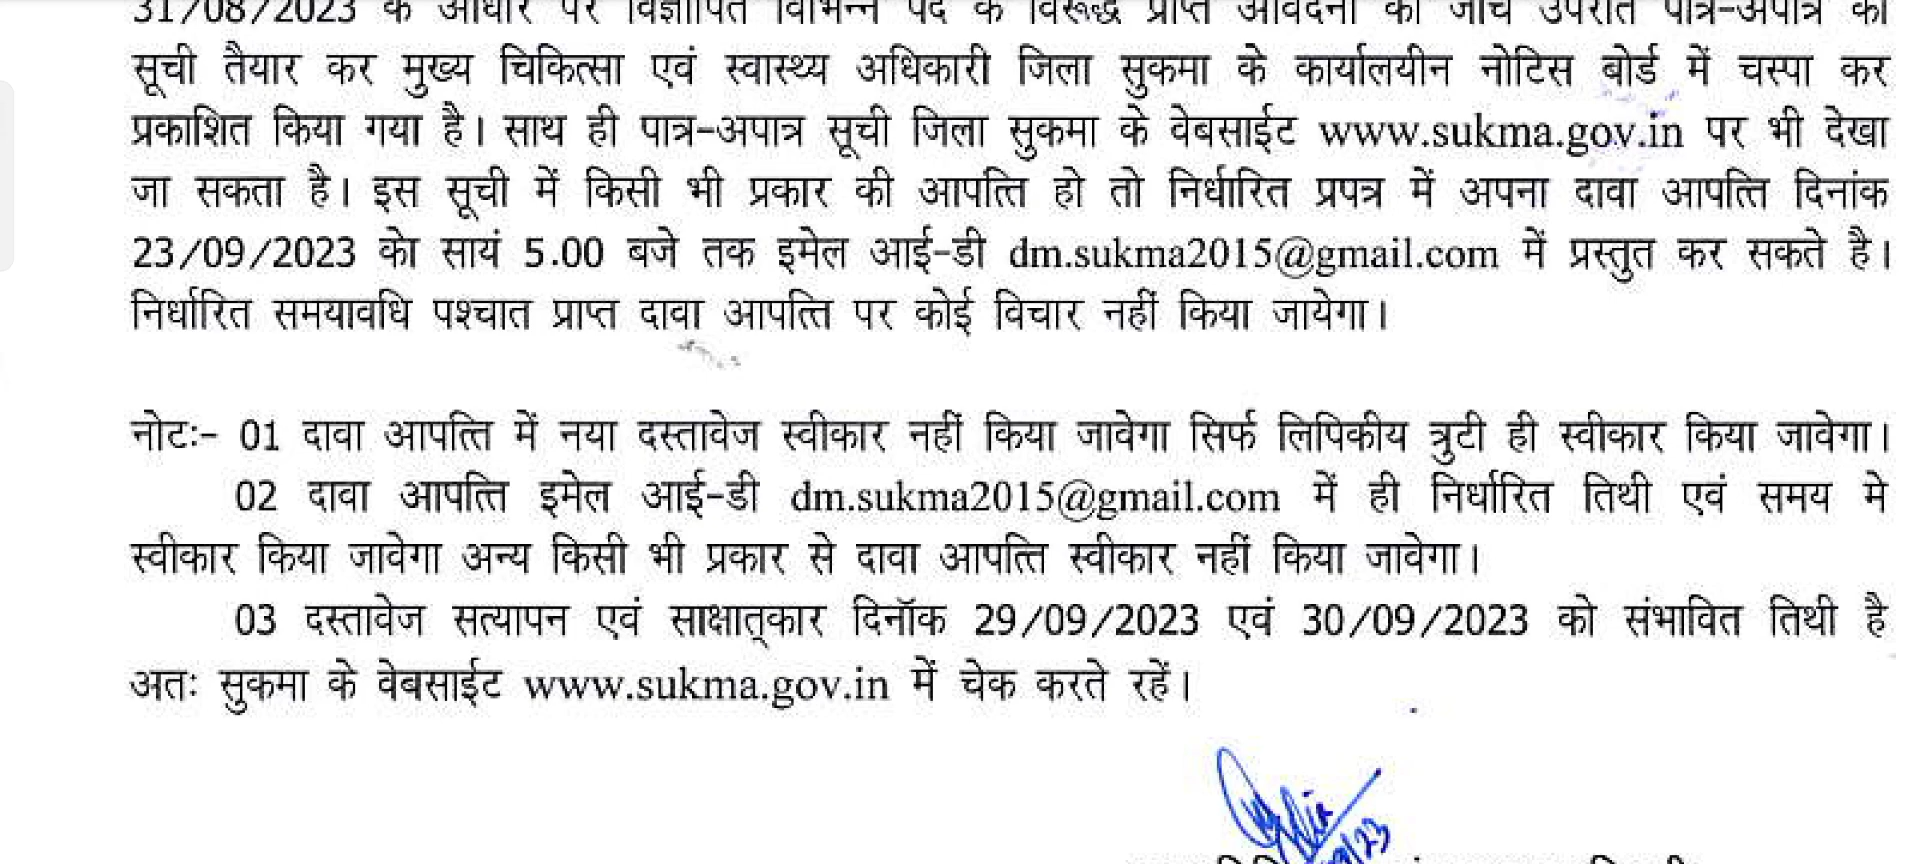 31/08/2023 के आधार पर विज्ञापित विभिन्न पद के विरूद्ध प्राप्त आवेदनों की जांच उपरांत पात्र-अपात्र की
सूची तैयार कर मुख्य चिकित्सा एवं स्वास्थ्य अधिकारी जिला सुकमा के कार्यालयीन नोटिस बोर्ड में चस्पा कर
प्रकाशित किया गया है। साथ ही पात्र-अपात्र सूची जिला सुकमा के वेबसाईट www.sukma.gov.in पर भी देखा
जा सकता है। इस सूची में किसी भी प्रकार की आपत्ति हो तो निर्धारित प्रपत्र में अपना दावा आपत्ति दिनांक
23/09/2023 केा सायं 5.00 बजे तक इमेल आई-डी dm.sukma2015@gmail.com में प्रस्तुत कर सकते है।
निर्धारित समयावधि पश्चात प्राप्त दावा आपत्ति पर कोई विचार नहीं किया जायेगा।
नोटः- 01 दावा आपत्ति में नया दस्तावेज स्वीकार नहीं किया जावेगा सिर्फ लिपिकीय त्रुटी ही स्वीकार किया जावेगा।
02 दावा आपत्ति इमेल आई-डी dm.sukma2015@gmail.com में ही निर्धारित तिथी एवं समय मे
स्वीकार किया जावेगा अन्य किसी भी प्रकार से दावा आपत्ति स्वीकार नहीं किया जावेगा।
03 दस्तावेज सत्यापन एवं साक्षात्कार दिनॉक 29/09/2023 एवं 30/09/2023 को संभावित तिथी है
अतः सुकमा के वेबसाईट www.sukma.gov.in में चेक करते रहें।